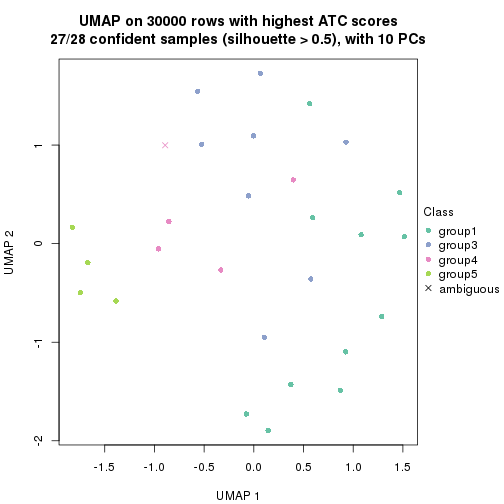 UMAP on 30000 rows with highest ATC scores
27/28 confident samples (silhouette > 0.5), with 10 PCs
UMAP 2
1
0
-1
-2
-1.5
-1.0
-0.5
0.0
0.5
1.0
1.5
UMAP 1
Class
group1
group3
group4
group5
ambiguous